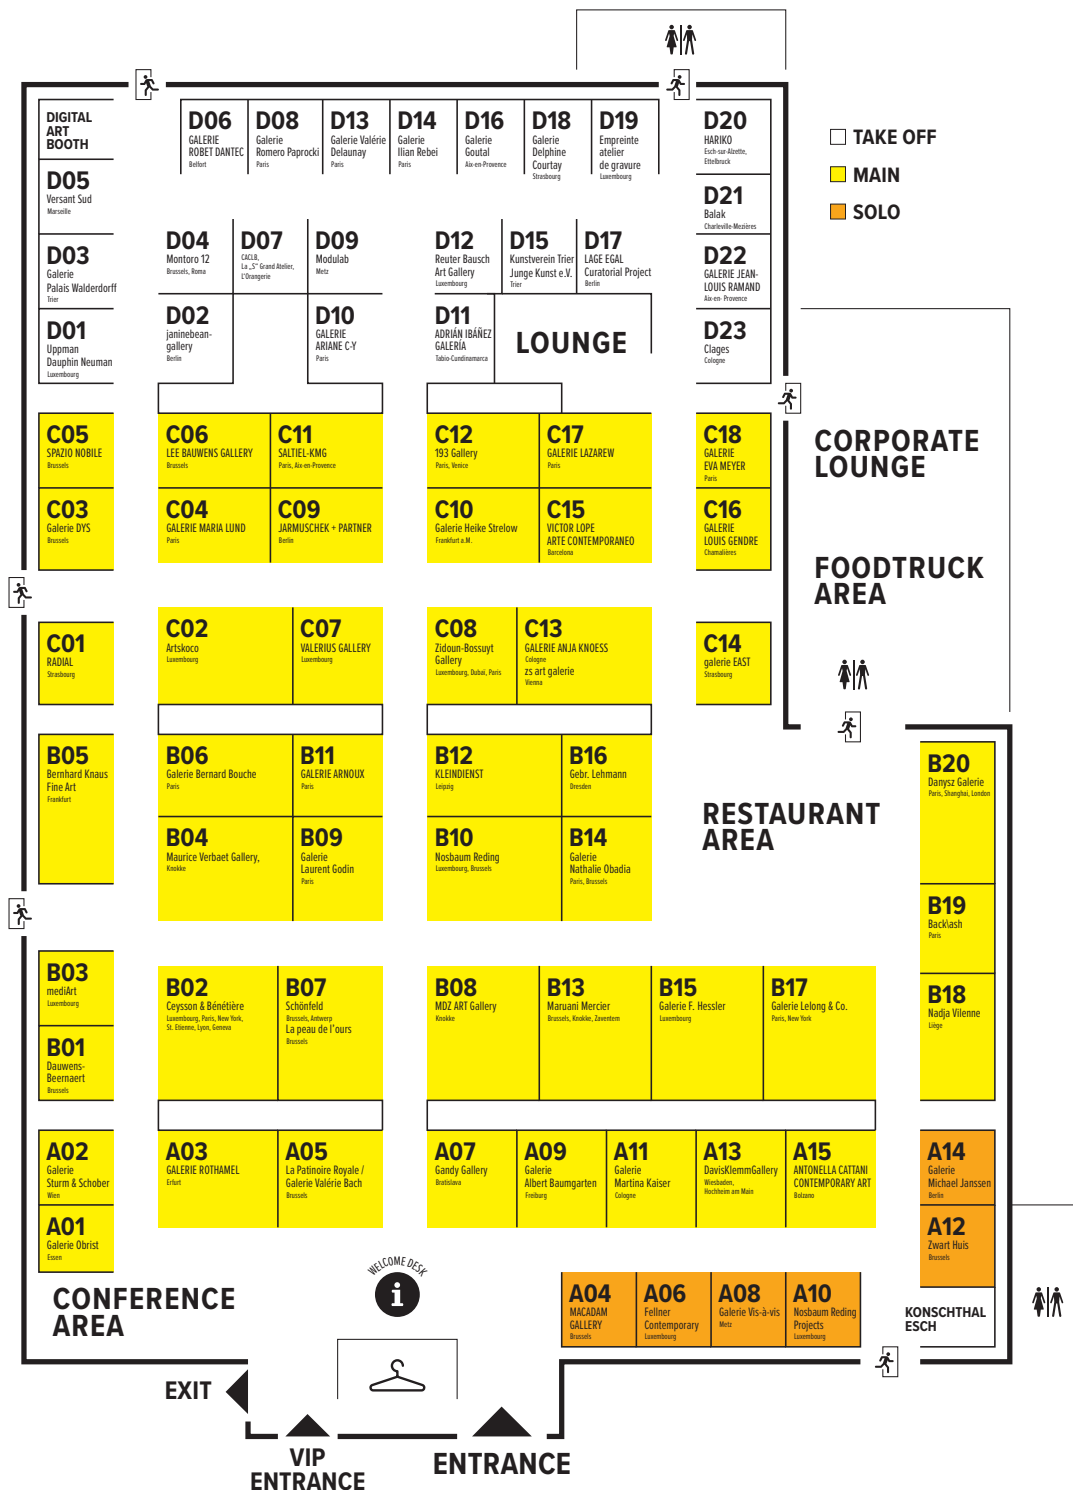 DIGITAL
ART
BOOTH
D06
GALERIE
ROBET DANTEC
Belfort
D08
Galerie
Romero Paprocki
Paris
D13
Galerie Valérie
Delaunay
Paris
D14
Galerie
Ilian Rebei
Paris
D16
Galerie
Goutal
Aix-en-Provence
D18
Galerie
Delphine
Courtay
Strasbourg
D19
Empreinte
atelier
de gravure
Luxembourg
D20
HARIKO
Esch-sur-Alzette,
Ettelbruck
TAKE OFF
MAIN
SOLO
D05
Versant Sud
Marseille
D21
Balak
Charleville-Mezières
D03
Galerie
Palais Walderdorff
Trier
D04
Montoro 12
Brussels, Roma
D07
CACLB,
La „S" Grand Atelier,
L'Orangerie
D09
Modulab
Metz
D12
Reuter Bausch
Art Gallery
Luxembourg
D15
Kunstverein Trier
Junge Kunst e.V.
Trier
D17
LAGE EGAL
Curatorial Project
Berlin
D22
GALERIE JEAN-
LOUIS RAMAND
Aix-en- Provence
D01
Uppman
Dauphin Neuman
Luxembourg
D02
janinebean-
gallery
Berlin
D10
GALERIE
ARIANE C-Y
Paris
D11
ADRIÁN IBÁÑEZ
GALERÍA
Tabio-Cundinamarca
LOUNGE
D23
Clages
Cologne
C05
SPAZIO NOBILE
Brussels
C06
LEE BAUWENS GALLERY
Brussels
C11
SALTIEL-KMG
Paris, Aix-en-Provence
C12
193 Gallery
Paris, Venice
C17
GALERIE LAZAREW
Paris
C18
GALERIE
EVA MEYER
Paris
CORPORATE
LOUNGE
C03
Galerie DYS
Brussels
C04
GALERIE MARIA LUND
Paris
C09
JARMUSCHEK + PARTNER
Berlin
C10
Galerie Heike Strelow
Frankfurt a.M.
C15
VICTOR LOPE
ARTE CONTEMPORANEO
Barcelona
C16
GALERIE
LOUIS GENDRE
Chamalières
FOODTRUCK
AREA
C01
RADIAL
Strasbourg
C02
Artskoco
Luxembourg
C07
VALERIUS GALLERY
Luxembourg
C08
Zidoun-Bossuyt
Gallery
Luxembourg, Dubai, Paris
C13
GALERIE ANJA KNOESS
Cologne
zs art galerie
Vienna
C14
galerie EAST
Strasbourg
B05
Bernhard Knaus
Fine Art
Frankfurt
B06
Galerie Bernard Bouche
Paris
B11
GALERIE ARNOUX
Paris
B12
KLEINDIENST
Leipzig
B16
Gebr. Lehmann
Dresden
RESTAURANT
AREA
B20
Danysz Galerie
Paris, Shanghai, London
B04
Maurice Verbaet Gallery,
Knokke
B09
Galerie
Laurent Godin
Paris
B10
Nosbaum Reding
Luxembourg, Brussels
B14
Galerie
Nathalie Obadia
Paris, Brussels
B19
Back\ash
Paris
B03
mediArt
Luxembourg
B02
Ceysson & Bénétière
Luxembourg, Paris, New York,
St. Etienne, Lyon, Geneva
B07
Schönfeld
Brussels, Antwerp
La peau de l'ours
Brussels
B08
MDZ ART Gallery
Knokke
B13
Maruani Mercier
Brussels, Knokke, Zaventem
B15
Galerie F. Hessler
Luxembourg
B17
Galerie Lelong & Co.
Paris, New York
B18
Nadja Vilenne
Liège
B01
Dauwens-
Beernaert
Brussels
A02
Galerie
Sturm & Schober
Wien
A03
GALERIE ROTHAMEL
Erfurt
A05
La Patinoire Royale /
Galerie Valérie Bach
Brussels
A07
Gandy Gallery
Bratislava
A09
Galerie
Albert Baumgarten
Freiburg
A11
Galerie
Martina Kaiser
Cologne
A13
DavisKlemmGallery
Wiesbaden,
Hochheim am Main
A15
ANTONELLA CATTANI
CONTEMPORARY ART
Bolzano
A14
Galerie
Michael Janssen
Berlin
A01
Galerie Obrist
Essen
A12
Zwart Huis
Brussels
CONFERENCE
AREA
WELCOME DESK
i
A04
MACADAM
GALLERY
Brussels
A06
Fellner
Contemporary
Luxembourg
A08
Galerie Vis-à-vis
Metz
A10
Nosbaum Reding
Projects
Luxembourg
KONSCHTHAL
ESCH
EXIT
VIP
ENTRANCE
ENTRANCE